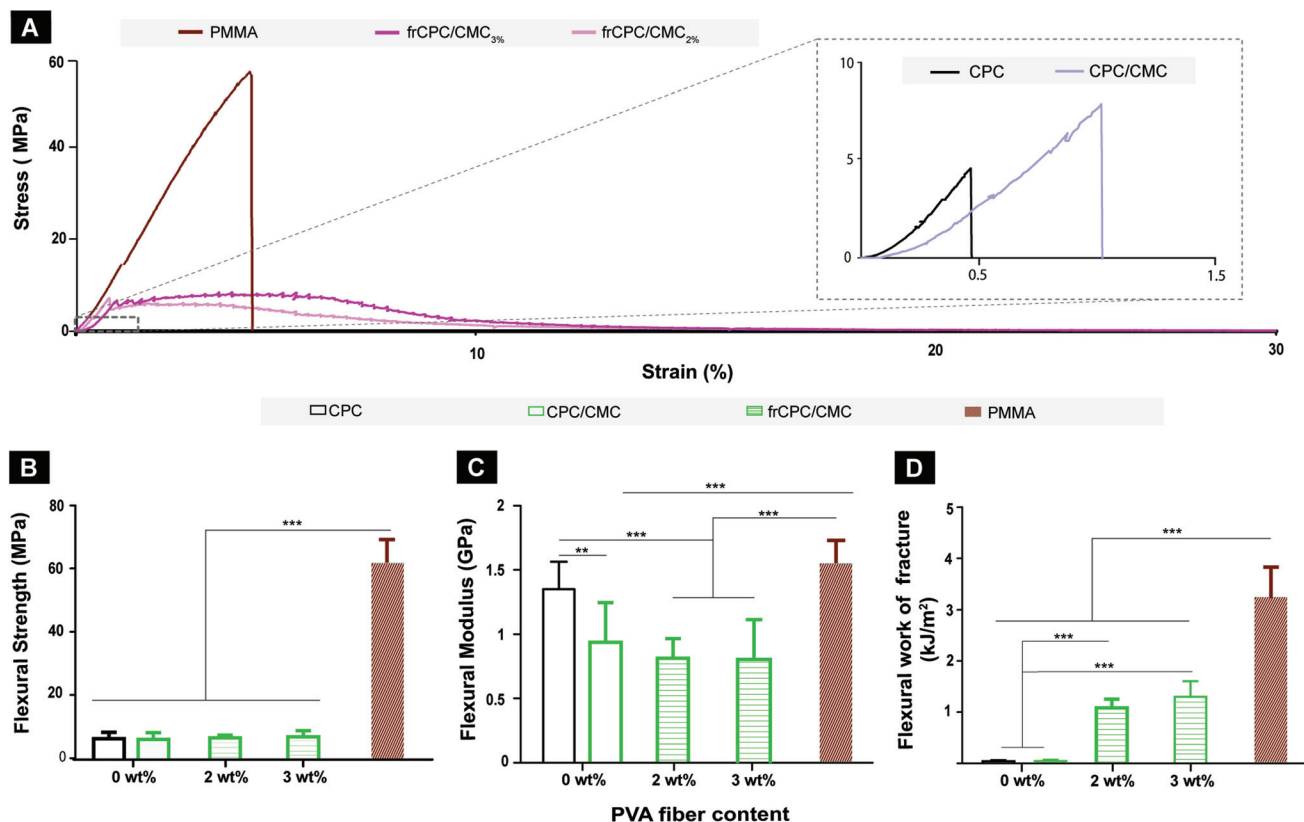 A
PMMA frCPC/CMC3% frCPC/CMC2%
60
40
20
0
Stress ( MPa)
10 20 30
Strain (%)
CPC CPC/CMC
10
5
0
0.5 1.5
CPC CPC/CMC frCPC/CMC PMMA
B
Flexural Strength (MPa)
80
60
40
20
0
***
0 wt% 2 wt% 3 wt%
C
Flexural Modulus (GPa)
2
1.5
1
0.5
0
***
***
***
**
0 wt% 2 wt% 3 wt%
PVA fiber content
D
Flexural work of fracture
(kJ/m²)
5
4
3
2
1
***
***
***
0 wt% 2 wt% 3 wt%